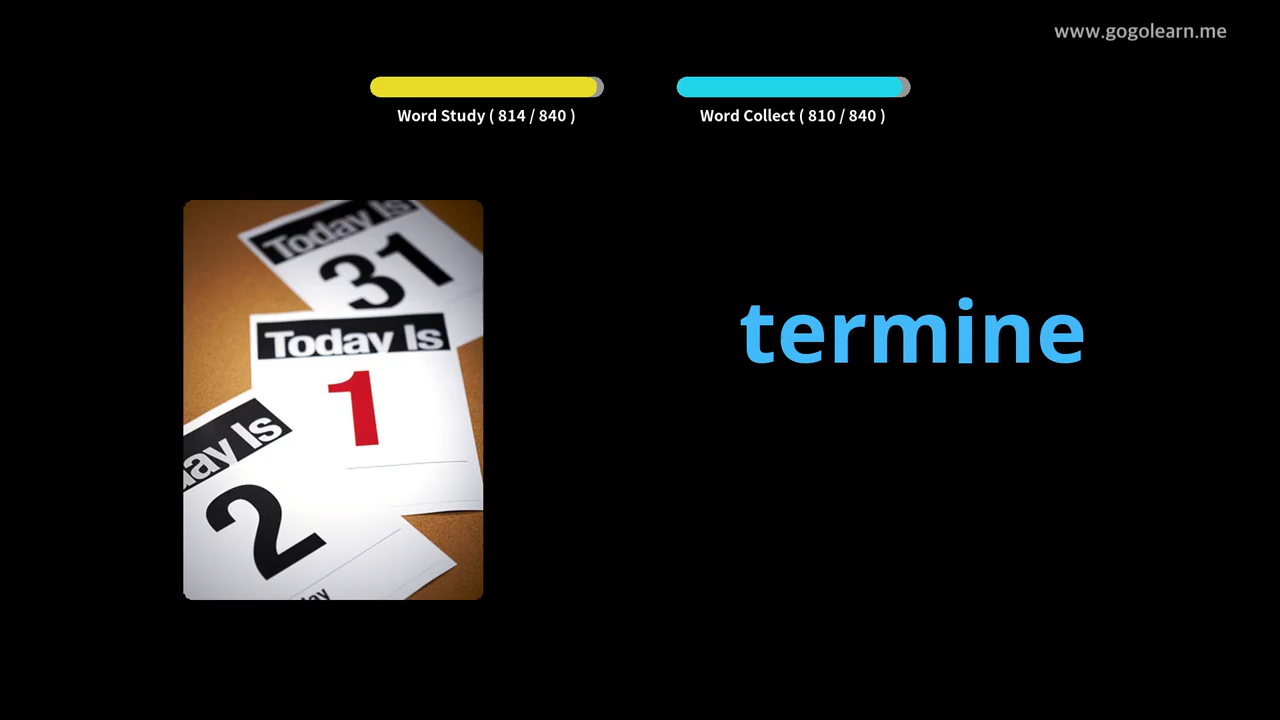 www.gogolearn.me
Word Study ( 814 / 840 )
Word Collect ( 810 / 840 )
Today Is
31
Today Is
1
termine
ay Is
2